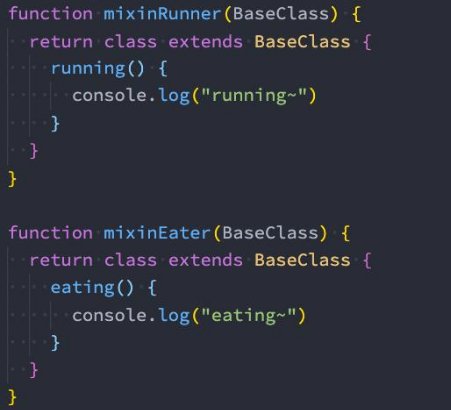 function mixinRunner(BaseClass) {
  return class extends BaseClass {
    running() {
      console.log("running~")
    }
  }
}

function mixinEater(BaseClass) {
  return class extends BaseClass {
    eating() {
      console.log("eating~")
    }
  }
}